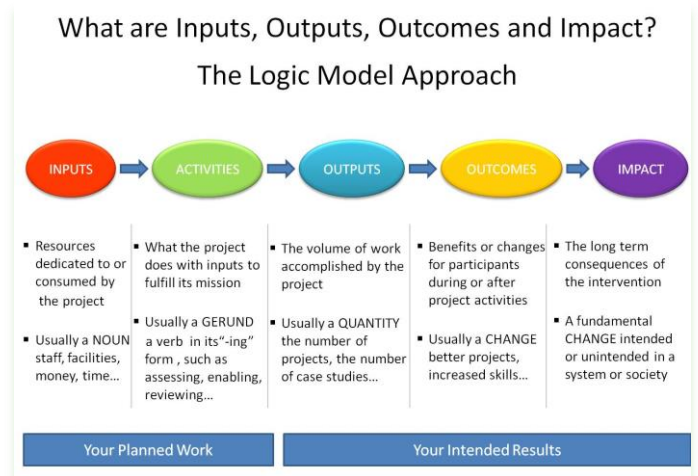 What are Inputs, Outputs, Outcomes and Impact?
The Logic Model Approach
INPUTS
ACTIVITIES
OUTPUTS
OUTCOMES
IMPACT
▪ Resources
dedicated to or
consumed by
the project
▪ Usually a NOUN
staff, facilities,
money, time…
▪ What the project
does with inputs to
fulfill its mission
▪ Usually a GERUND
a verb in its“-ing”
form , such as
assessing, enabling,
reviewing…
▪ The volume of work
accomplished by the
project
▪ Usually a QUANTITY
the number of
projects, the number
of case studies…
▪ Benefits or changes
for participants
during or after
project activities
▪ Usually a CHANGE
better projects,
increased skills…
▪ The long term
consequences of
the intervention
▪ A fundamental
CHANGE intended
or unintended in a
system or society
Your Planned Work
Your Intended Results